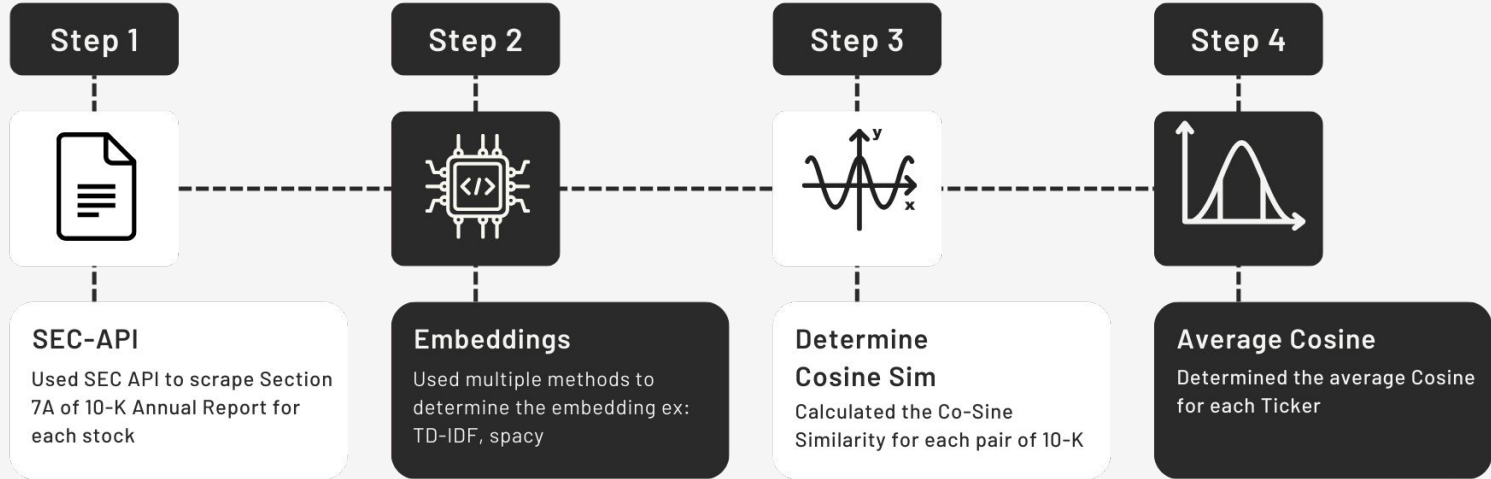 Step 1
Step 2
Step 3
Step 4
</>
y
x
SEC-API
Used SEC API to scrape Section
7A of 10-K Annual Report for
each stock
Embeddings
Used multiple methods to
determine the embedding ex:
TD-IDF, spacy
Determine
Cosine Sim
Calculated the Co-Sine
Similarity for each pair of 10-K
Average Cosine
Determined the average Cosine
for each Ticker